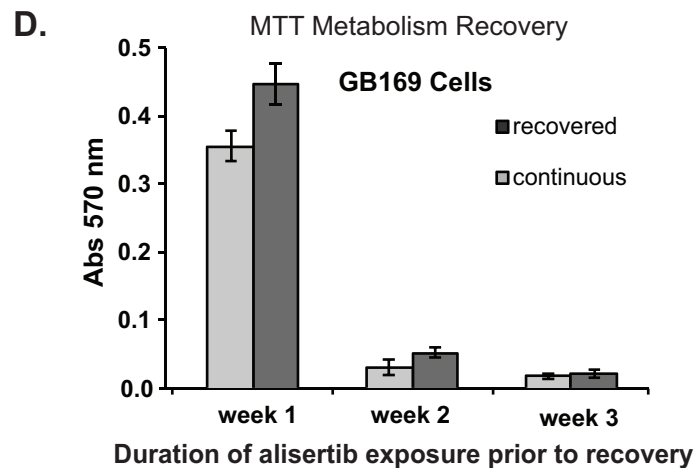 D.
MTT Metabolism Recovery
GB169 Cells
recovered
continuous
Abs 570 nm
0.5
0.4
0.3
0.2
0.1
0.0
week 1
week 2
week 3
Duration of alisertib exposure prior to recovery